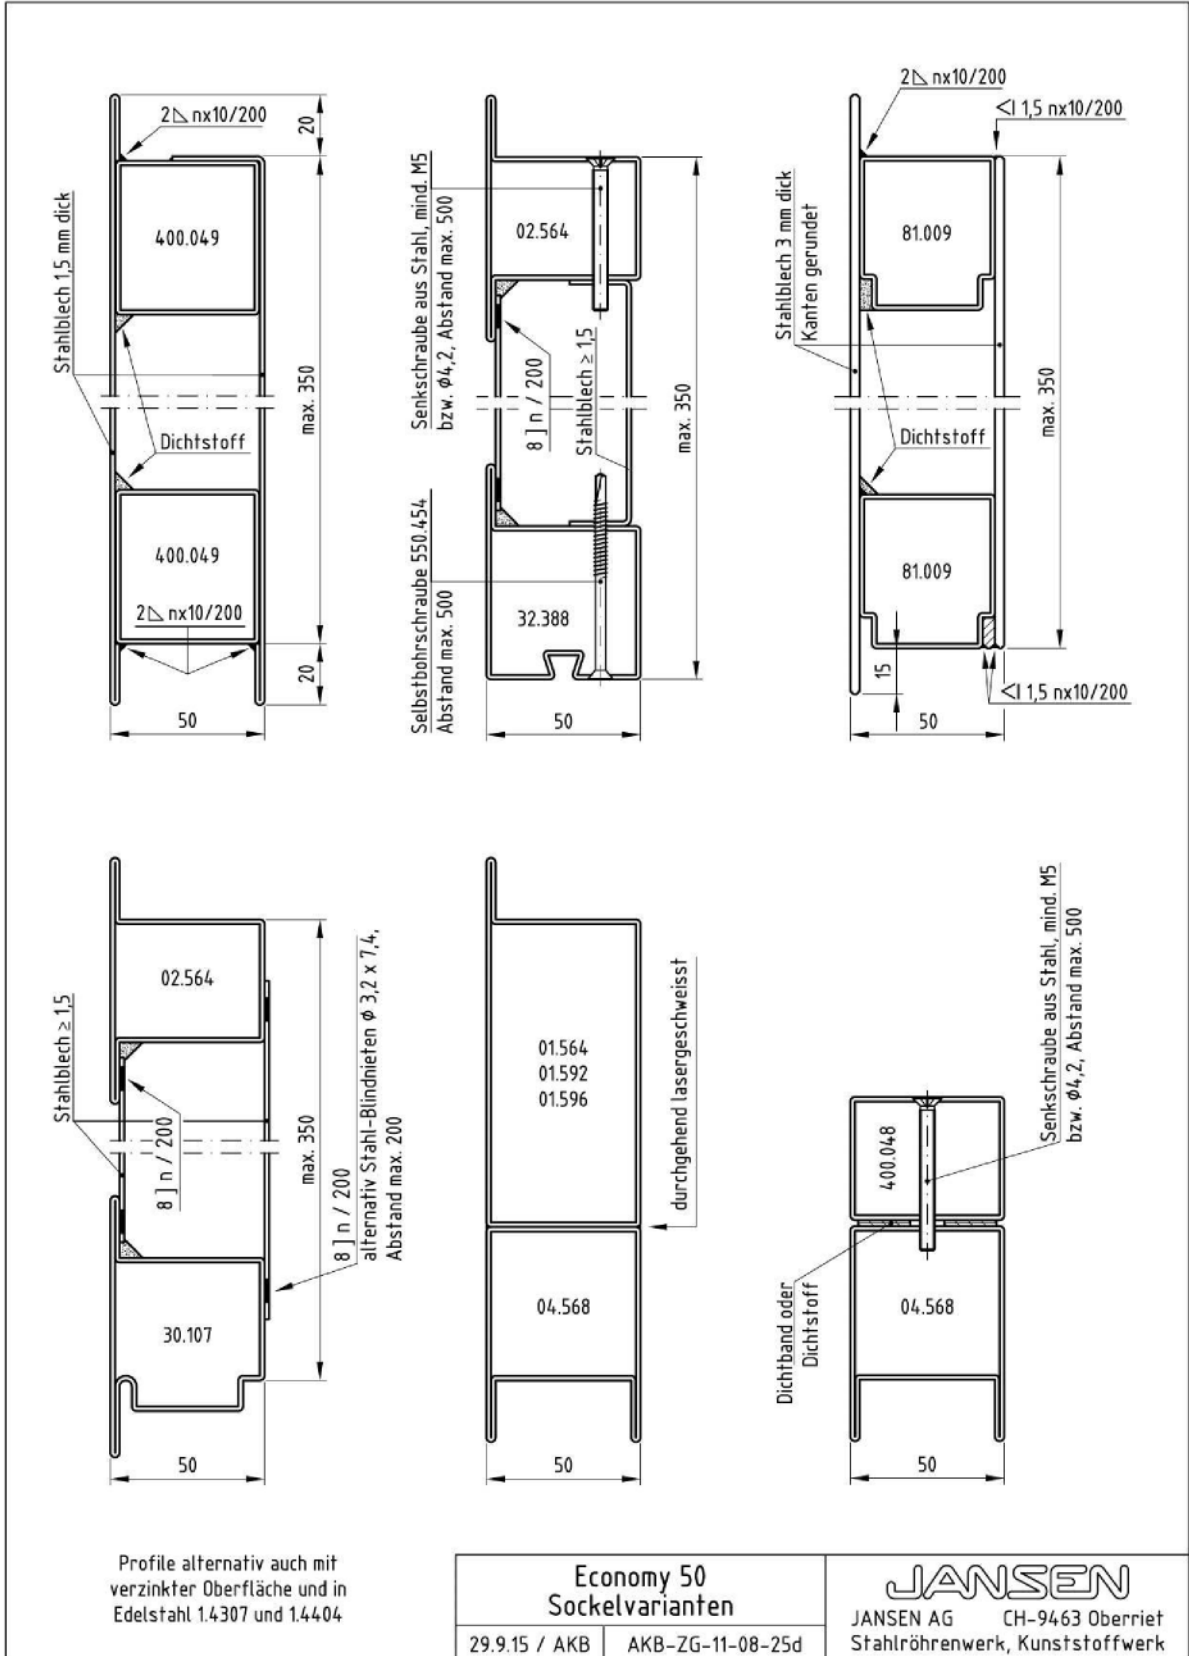 2⊿ nx10/200
20
Stahlblech 1,5 mm dick
400.049
max. 350
Dichtstoff
400.049
2⊿ nx10/200
20
50
Senkschraube aus Stahl, mind. M5
bzw. ϕ4,2, Abstand max. 500
02.564
8 ] n / 200
Stahlblech ≥ 1,5
max. 350
Selbstbohrschraube 550.454
Abstand max. 500
32.388
50
2⊿ nx10/200
<| 1,5 nx10/200
Stahlblech 3 mm dick
Kanten gerundet
81.009
max. 350
Dichtstoff
81.009
15
<| 1,5 nx10/200
50
02.564
Stahlblech ≥ 1,5
8 ] n / 200
max. 350
8 ] n / 200
alternativ Stahl-Blindnieten ϕ 3,2 x 7,4,
Abstand max. 200
30.107
50
01.564
01.592
01.596
durchgehend lasergeschweisst
04.568
50
Senkschraube aus Stahl, mind. M5
bzw. ϕ4,2, Abstand max. 500
400.048
Dichtband oder
Dichtstoff
04.568
50
Profile alternativ auch mit
verzinkter Oberfläche und in
Edelstahl 1.4307 und 1.4404
Economy 50
Sockelvarianten
29.9.15 / AKB
AKB-ZG-11-08-25d
JANSEN
JANSEN AG CH-9463 Oberriet
Stahlröhrenwerk, Kunststoffwerk